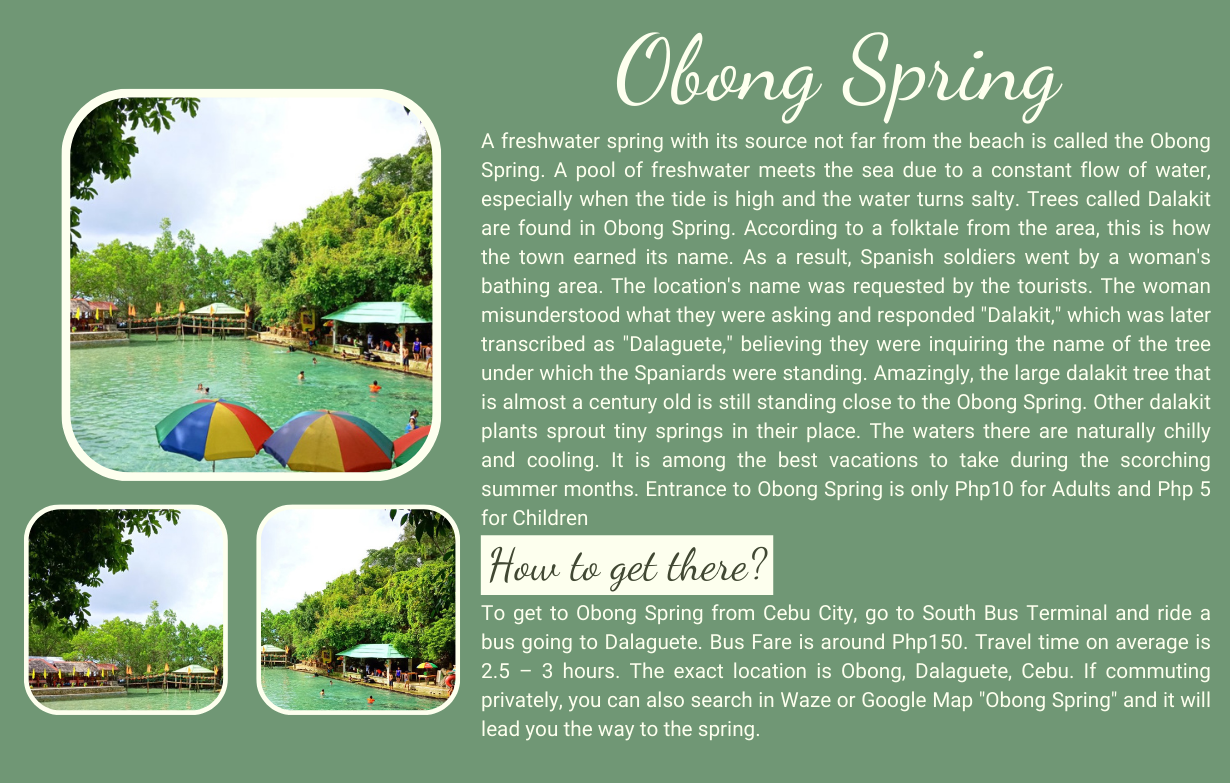 Obong Spring
A freshwater spring with its source not far from the beach is called the Obong
Spring. A pool of freshwater meets the sea due to a constant flow of water,
especially when the tide is high and the water turns salty. Trees called Dalakit
are found in Obong Spring. According to a folktale from the area, this is how
the town earned its name. As a result, Spanish soldiers went by a woman's
bathing area. The location's name was requested by the tourists. The woman
misunderstood what they were asking and responded "Dalakit," which was later
transcribed as "Dalaguete," believing they were inquiring the name of the tree
under which the Spaniards were standing. Amazingly, the large dalakit tree that
is almost a century old is still standing close to the Obong Spring. Other dalakit
plants sprout tiny springs in their place. The waters there are naturally chilly
and cooling. It is among the best vacations to take during the scorching
summer months. Entrance to Obong Spring is only Php10 for Adults and Php 5
for Children
How to get there?
To get to Obong Spring from Cebu City, go to South Bus Terminal and ride a
bus going to Dalaguete. Bus Fare is around Php150. Travel time on average is
2.5 – 3 hours. The exact location is Obong, Dalaguete, Cebu. If commuting
privately, you can also search in Waze or Google Map "Obong Spring" and it will
lead you the way to the spring.